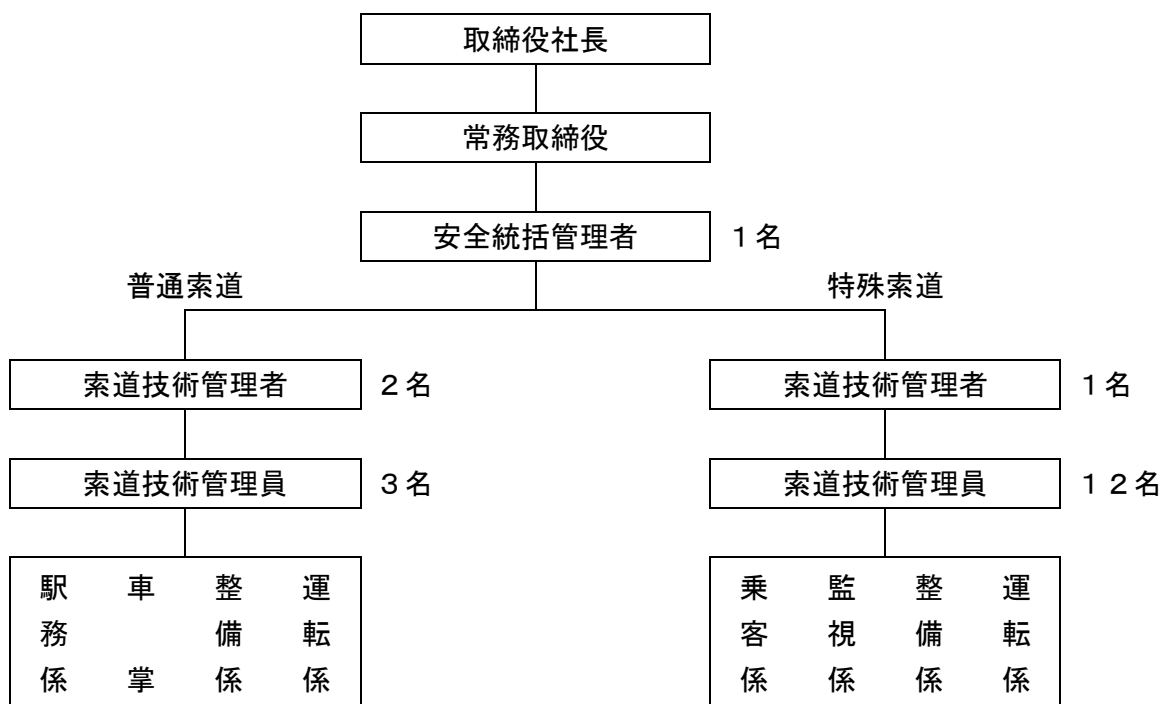 取締役社長
常務取締役
安全統括管理者 1名
普通索道 特殊索道
索道技術管理者 2名 索道技術管理者 1名
索道技術管理員 3名 索道技術管理員 12名
駅務係 車掌 整備係 運転係 乗客係 監視係 整備係 運転係